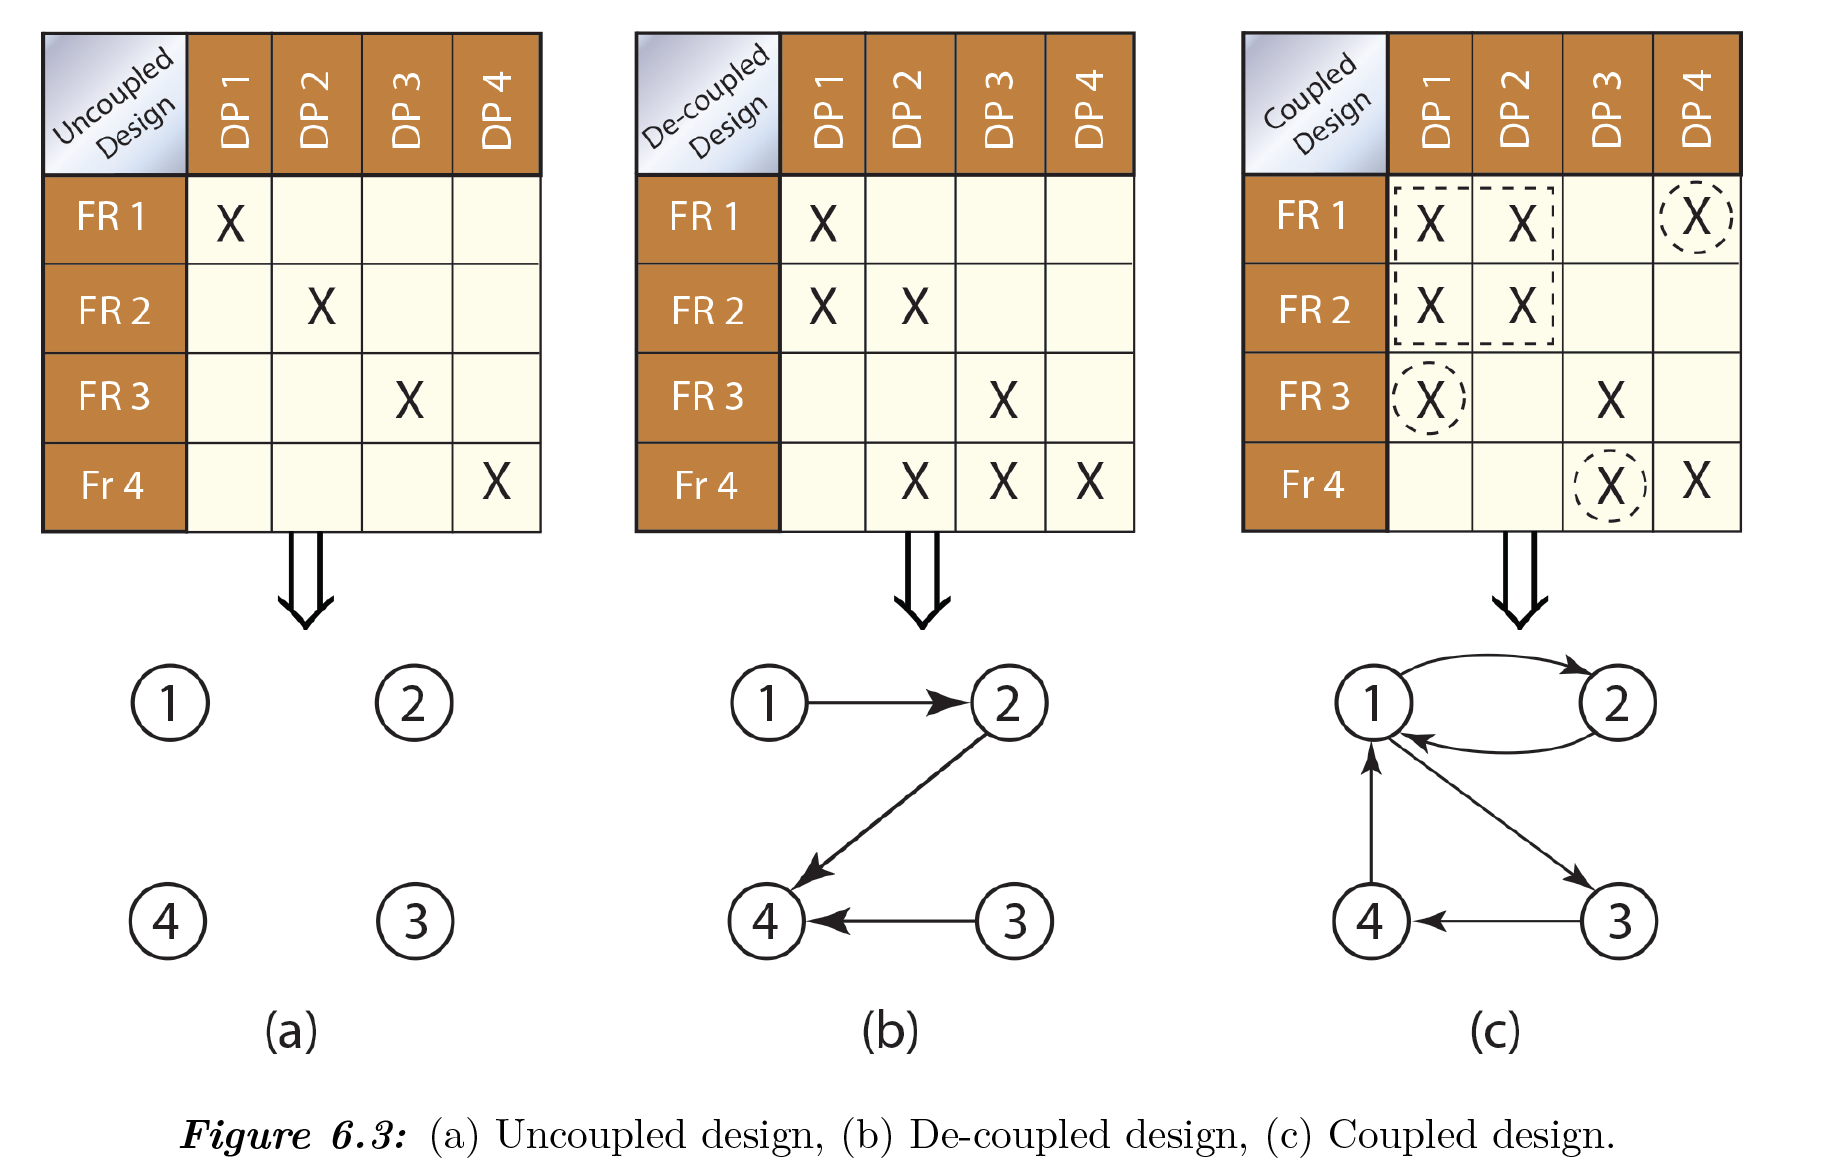 Uncoupled Design DP 1 DP 2 DP 3 DP 4
FR 1 X
FR 2 X
FR 3 X
Fr 4 X
1 2
4 3
(a)
De-coupled Design DP 1 DP 2 DP 3 DP 4
FR 1 X
FR 2 X X
FR 3 X
Fr 4 X X X
1 2
4 3
(b)
Coupled Design DP 1 DP 2 DP 3 DP 4
FR 1 X X X
FR 2 X X
FR 3 X X
Fr 4 X X
1 2
4 3
(c)
Figure 6.3: (a) Uncoupled design, (b) De-coupled design, (c) Coupled design.